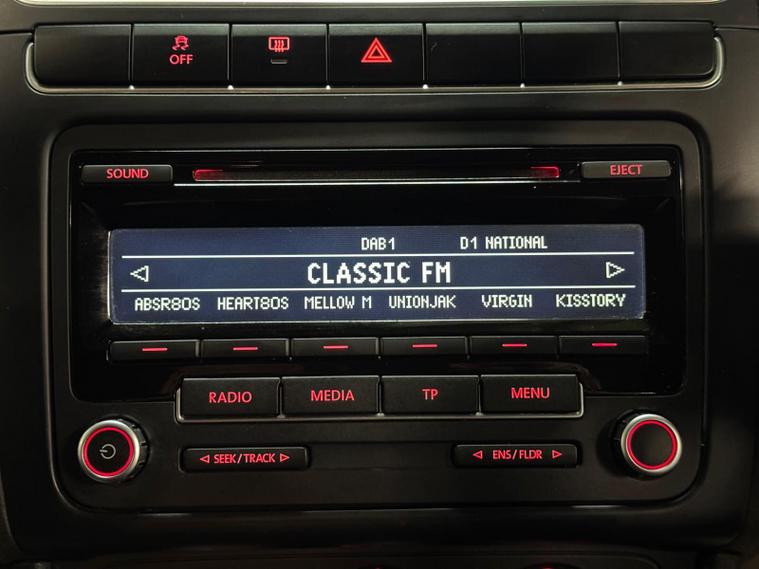 OFF
SOUND EJECT
DAB1 D1 NATIONAL
CLASSIC FM
ABSR80S HEART80S MELLOW M UNIONJAK VIRGIN KISSTORY
RADIO MEDIA TP MENU
SEEK/TRACK ENS/FLDR